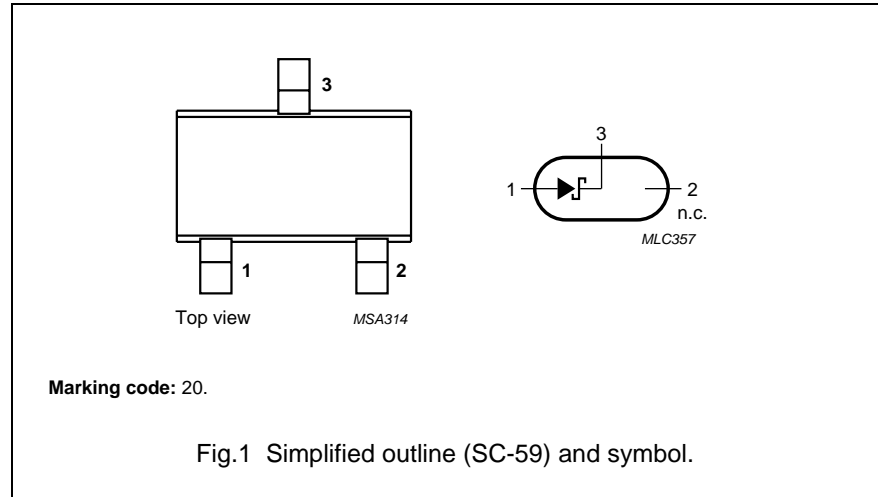 3
1
2
Top view
MSA314
3
1
2
n.c.
MLC357
Marking code: 20.
Fig.1 Simplified outline (SC-59) and symbol.